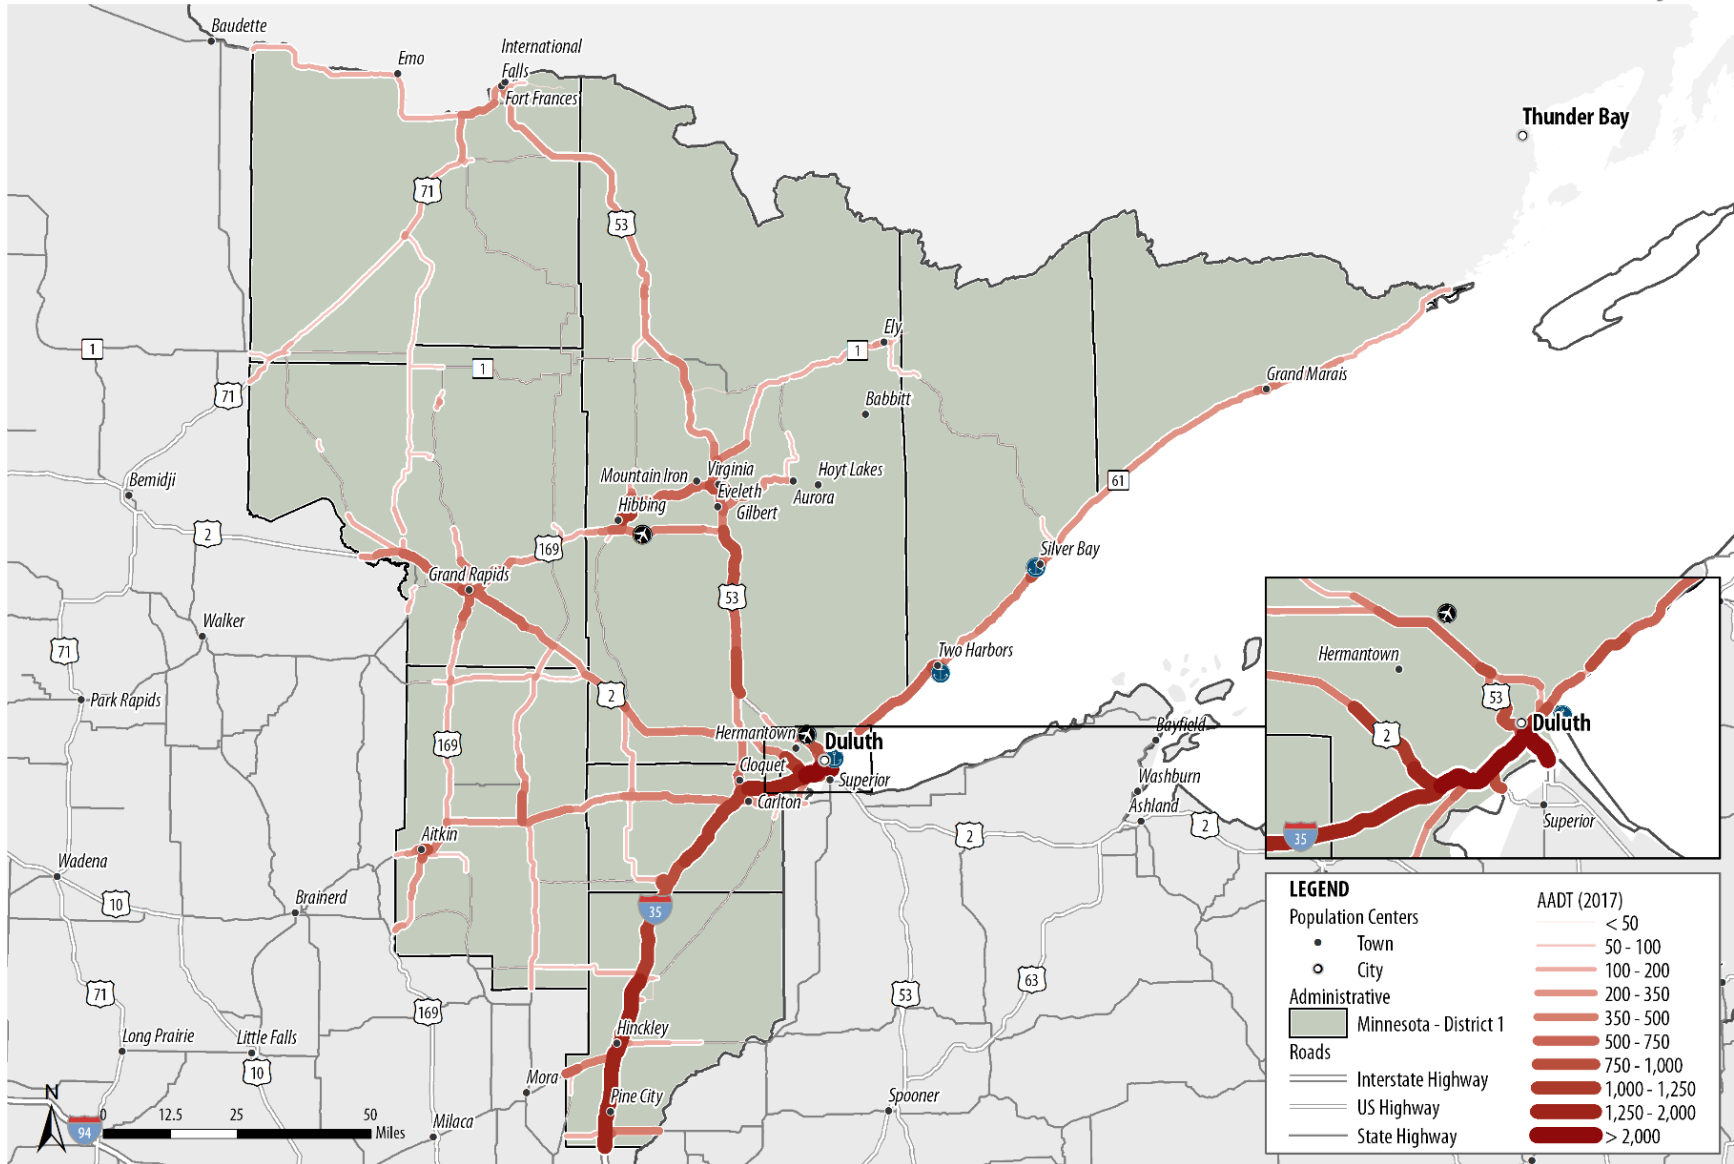 Baudette
Emo
International
Falls
Fort Frances
Thunder Bay
71
53
1
1
Ely
1
71
Babbitt
Grand Marais
Bemidji
Mountain Iron
Virginia
Hoyt Lakes
61
Eveleth
Aurora
Hibbing
Gilbert
2
169
Silver Bay
Grand Rapids
53
Walker
71
Two Harbors
Park Rapids
2
Hermantown
Duluth
Bayfield
169
Cloquet
Superior
Washburn
Carlton
Ashland
Aitkin
2
2
Wadena
10
Brainerd
35
71
169
53
63
Long Prairie
Little Falls
Hinckley
10
Mora
Pine City
Spooner
Milaca
94
N
0 12.5 25 50
Miles
Hermantown
53
Duluth
2
Superior
35
LEGEND
Population Centers
Town
City
Administrative
Minnesota - District 1
Roads
Interstate Highway
US Highway
State Highway
AADT (2017)
< 50
50 - 100
100 - 200
200 - 350
350 - 500
500 - 750
750 - 1,000
1,000 - 1,250
1,250 - 2,000
> 2,000